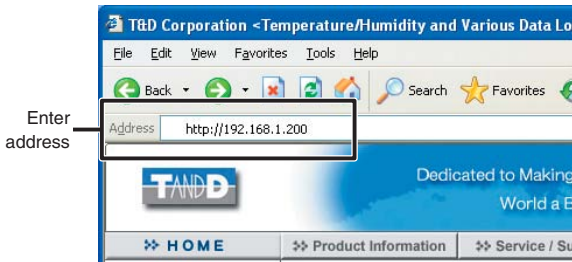 T&D Corporation <Temperature/Humidity and Various Data Lo
File Edit View Favorites Tools Help
Back Search Favorites
Enter address
Address http://192.168.1.200
TANDD
Dedicated to Making
World a B
HOME Product Information Service / Su